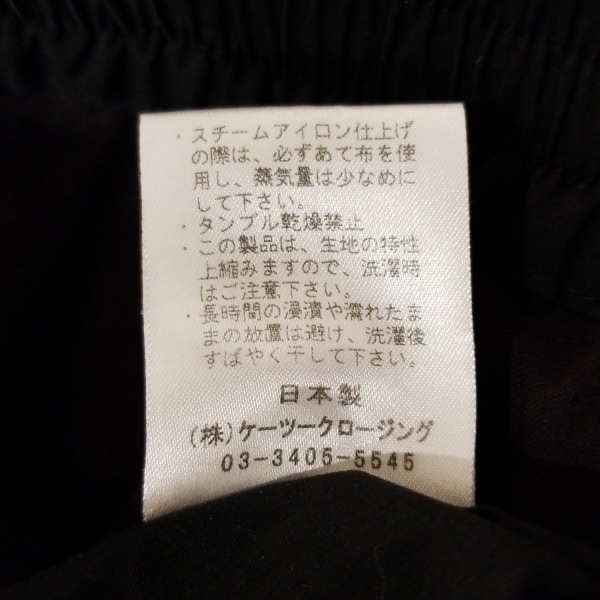 ・スチームアイロン仕上げ
の際は、必ずあて布を使
用し、蒸気量は少なめに
して下さい。
・タンブル乾燥禁止
・この製品は、生地の特性
上縮みますので、洗濯時
はご注意下さい。
・長時間の浸漬や濡れたま
まの放置は避け、洗濯後
すばやく干して下さい。
日本製
(株)ケーツークロージング
03-3405-5545